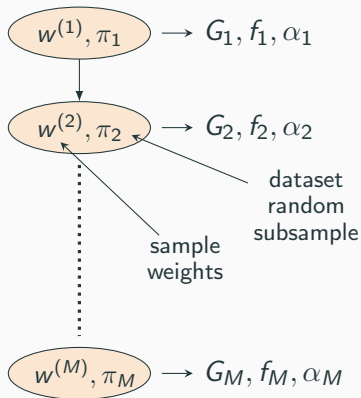 w^{(1)}, π_1 → G_1, f_1, α_1
w^{(2)}, π_2 → G_2, f_2, α_2
dataset
random
subsample
sample
weights
w^{(M)}, π_M → G_M, f_M, α_M